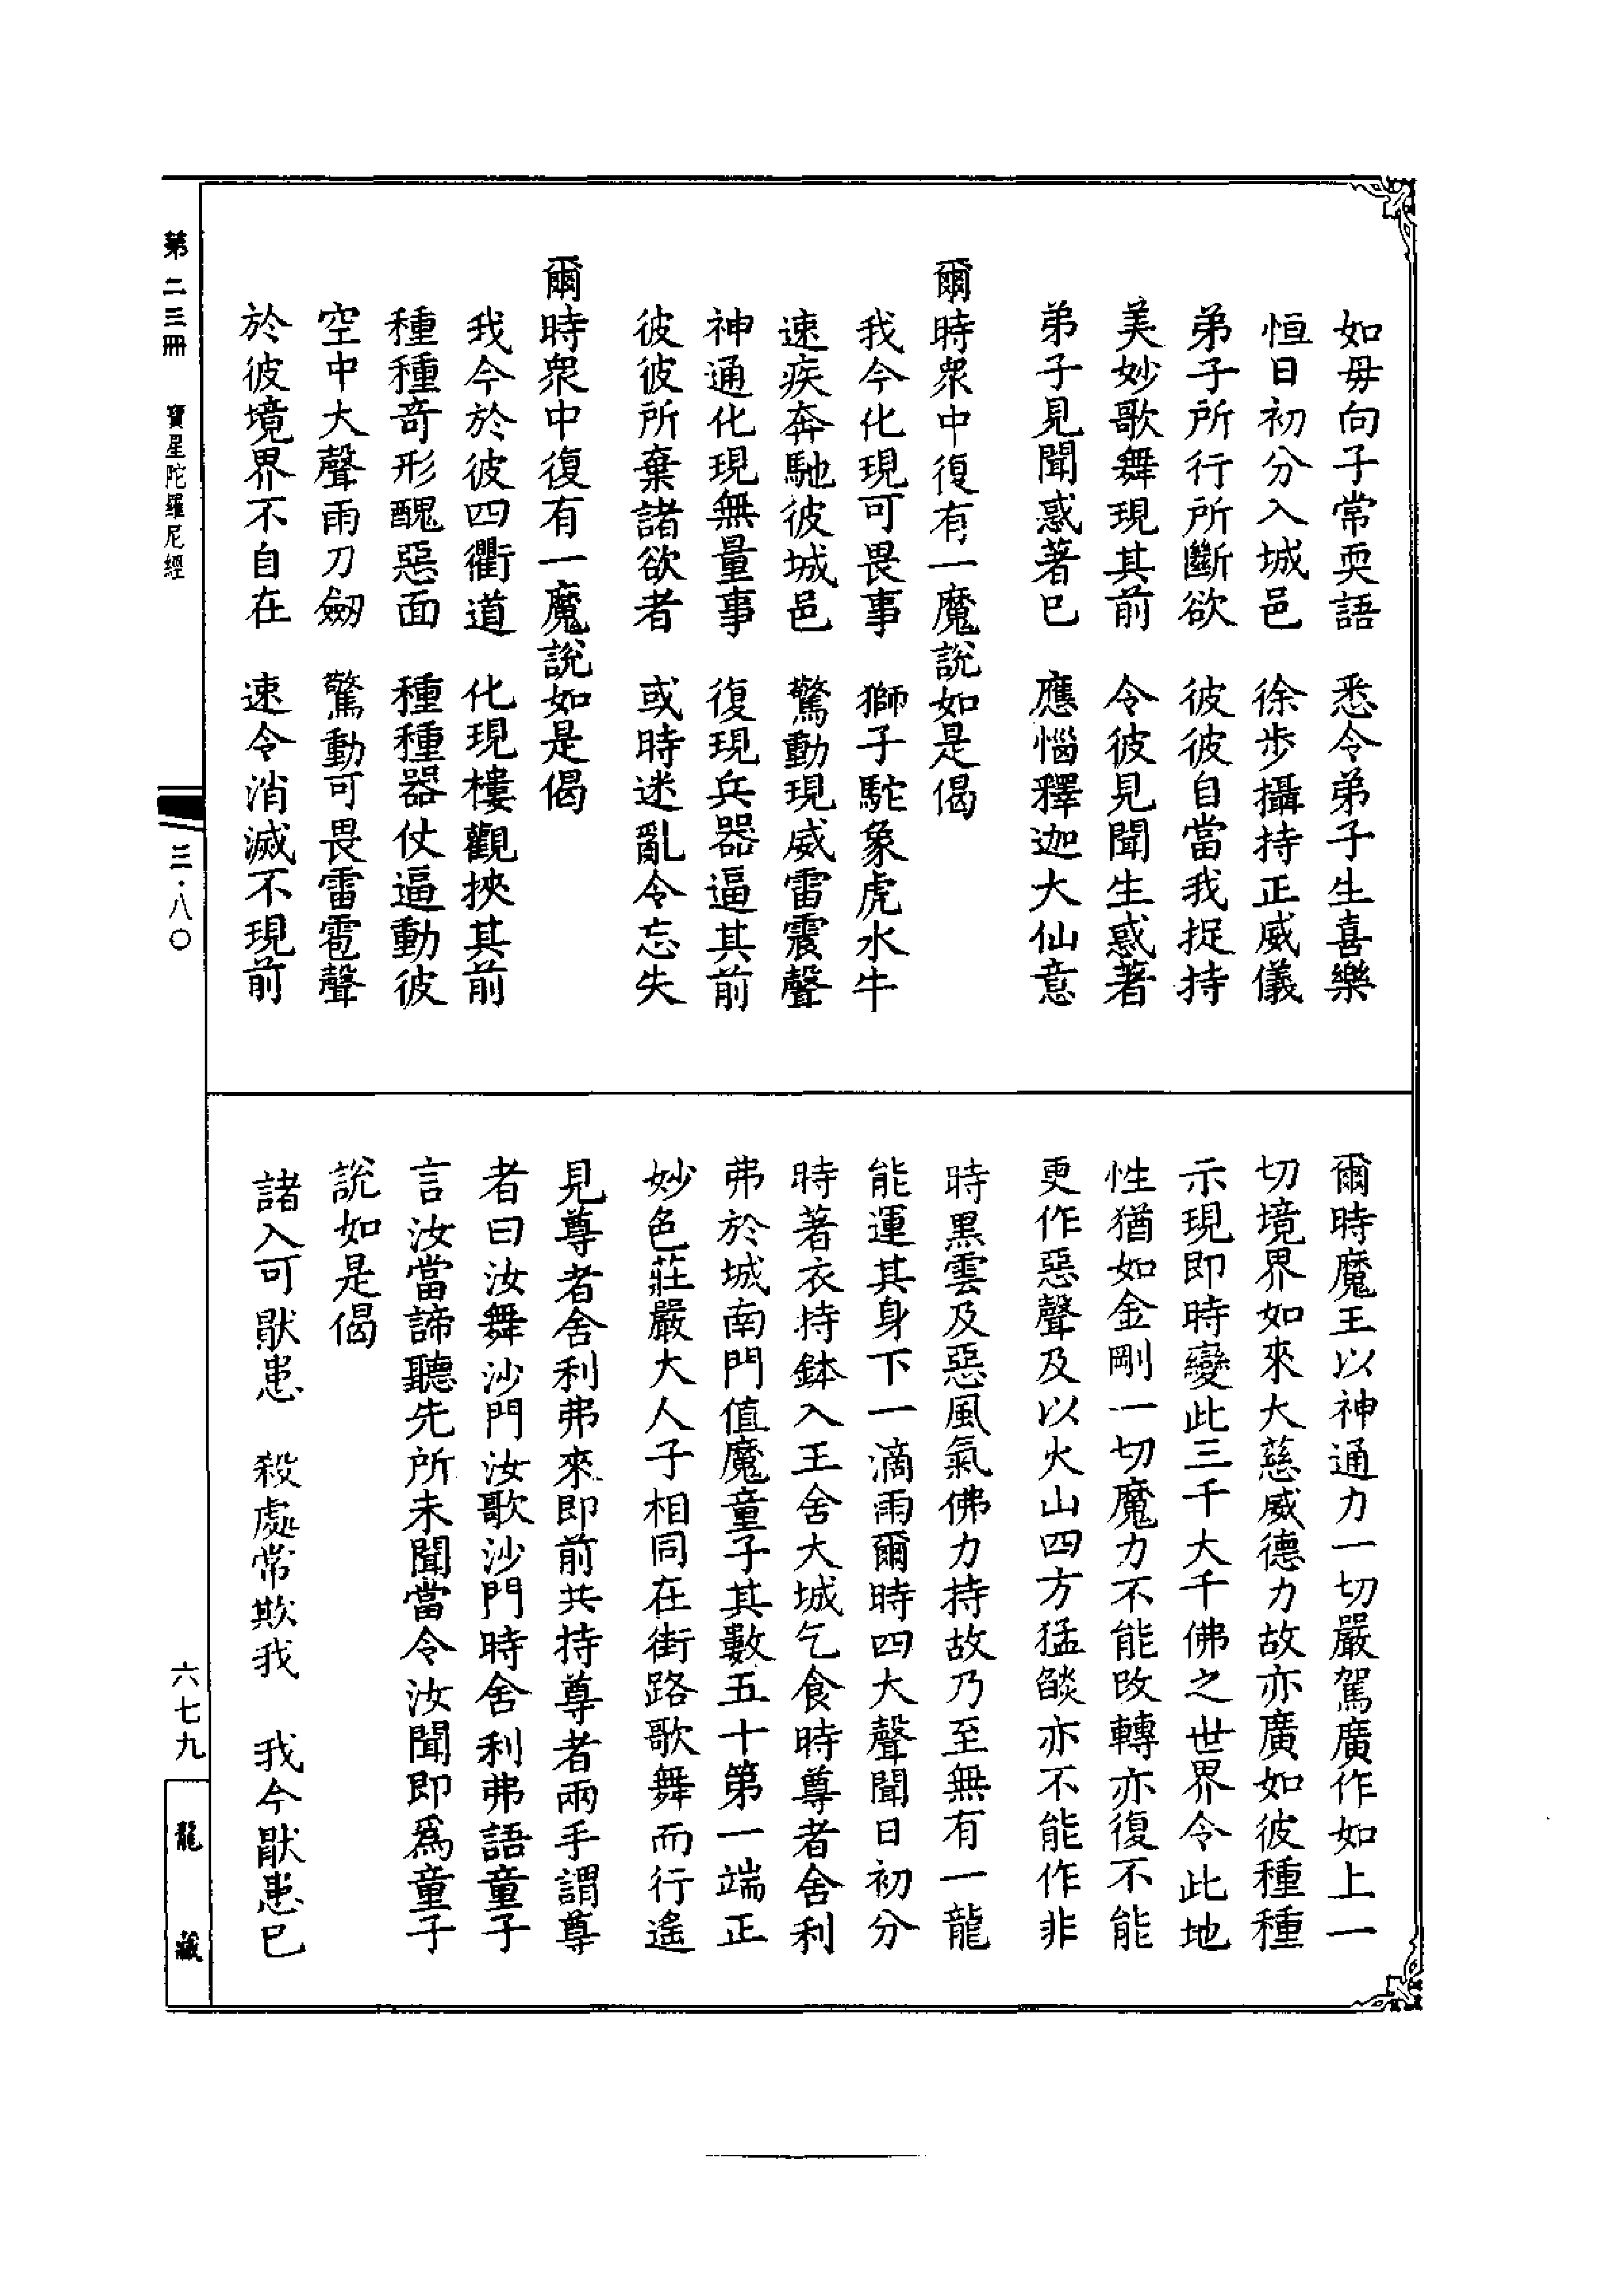 如母向子常耎語　悉令弟子生喜樂
恒日初分入城邑　徐步攝持正威儀
弟子所行所斷欲　彼彼自當我捉持
美妙歌舞現其前　令彼見聞生惑著
弟子見聞惑著已　應惱釋迦大仙意
爾時衆中復有一魔說如是偈
我今化現可畏事　獅子駝象虎水牛
速疾奔馳彼城邑　驚動現威雷震聲
神通化現無量事　復現兵器逼其前
彼彼所棄諸欲者　或時迷亂令忘失
爾時衆中復有一魔說如是偈
我今於彼四衢道　化現樓觀挾其前
種種奇形醜惡面　種種器仗逼動彼
空中大聲雨刀劒　驚動可畏雷雹聲
於彼境界不自在　速令消滅不現前
爾時魔王以神通力一切嚴駕廣作如上一
切境界如來大慈威德力故亦廣如彼種種
示現即時變此三千大千佛之世界令此地
性猶如金剛一切魔力不能改轉亦復不能
更作惡聲及以火山四方猛燄亦不能作非
時黑雲及惡風氣佛力持故乃至無有一龍
能運其身下一滴雨爾時四大聲聞日初分
時著衣持鉢入王舍大城乞食時尊者舍利
弗於城南門值魔童子其數五十第一端正
妙色莊嚴大人子相同在街路歌舞而行遙
見尊者舍利弗來即前共持尊者兩手謂尊
者曰汝舞沙門汝歌沙門時舍利弗語童子
言汝當諦聽先所未聞當令汝聞即爲童子
說如是偈
諸入可猒患　殺處常欺我　我今猒患已
第二三冊　寶星陀羅尼經
三·八〇
六七九
龍藏